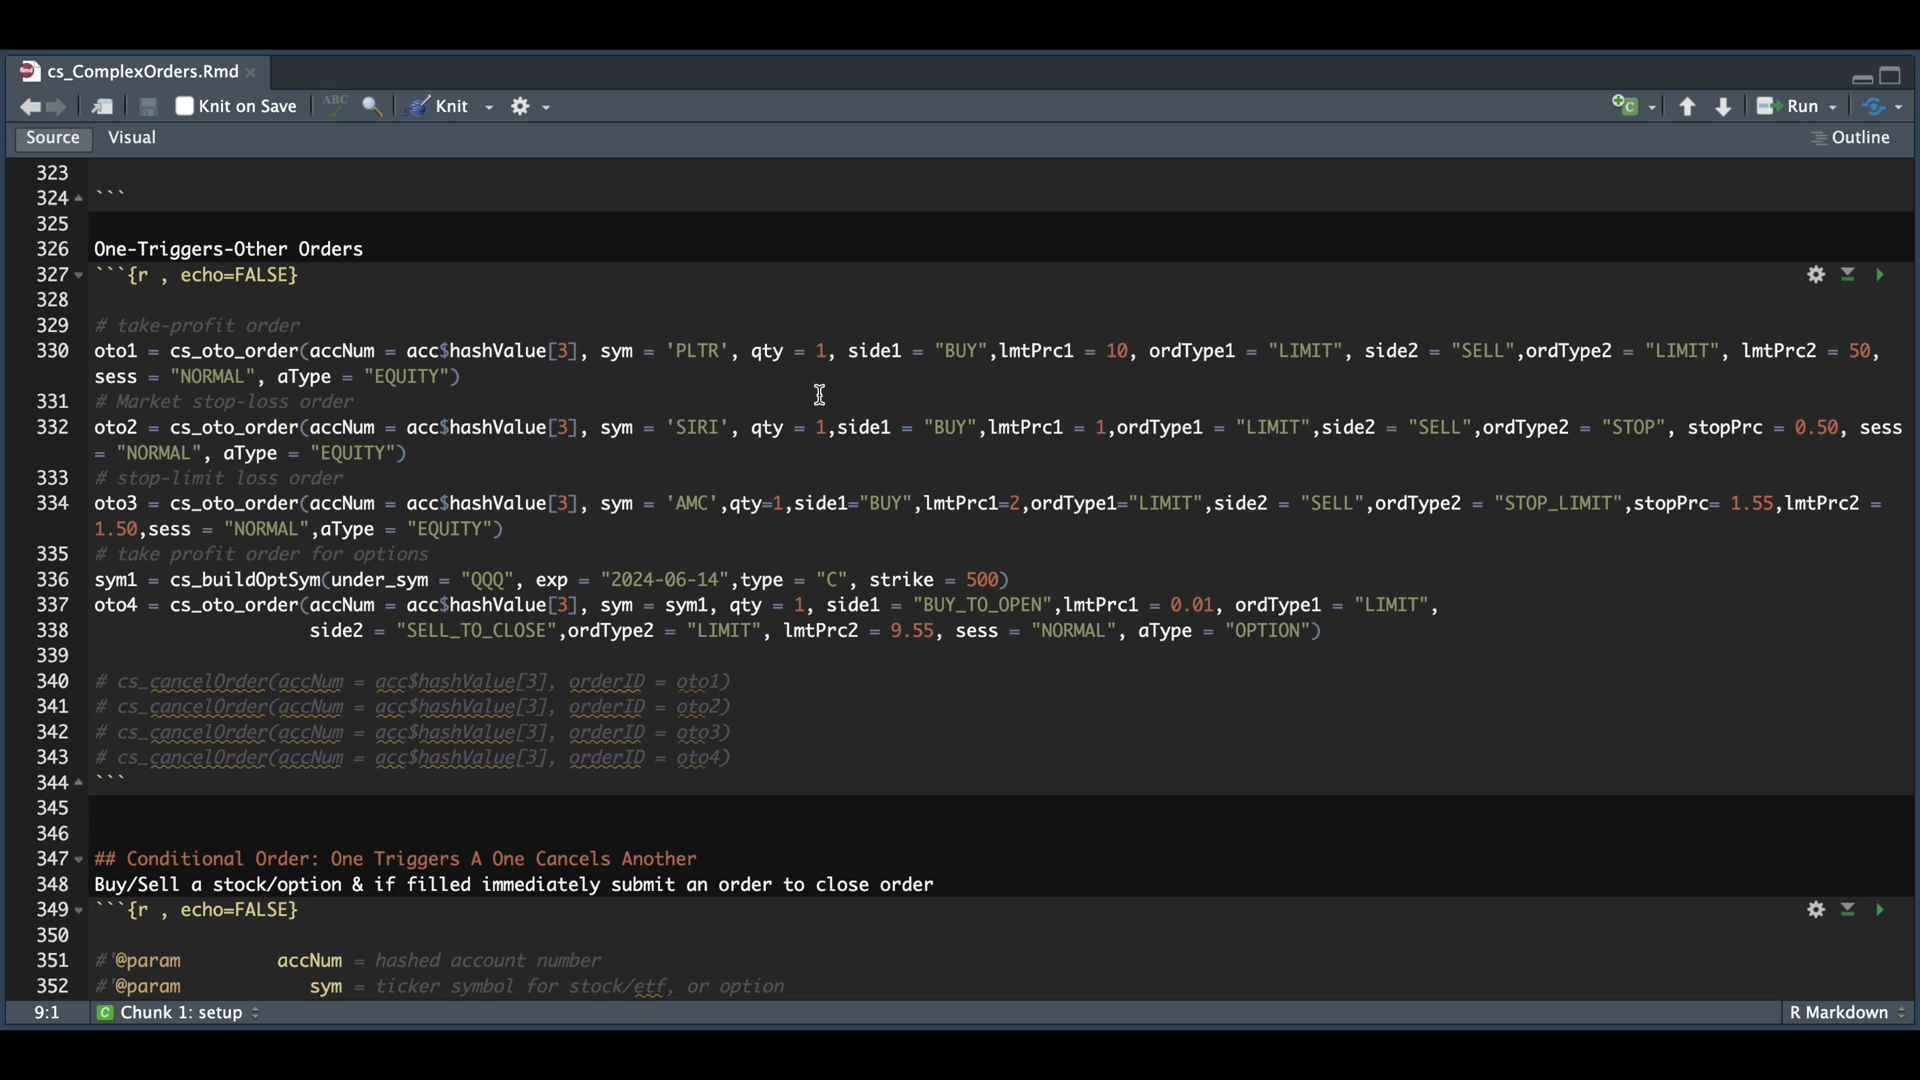 cs_ComplexOrders.Rmd
Knit on Save ABC Knit Run
Source Visual Outline
323
324 ```
325
326 One-Triggers-Other Orders
327 ```{r , echo=FALSE}
328
329 # take-profit order
330 oto1 = cs_oto_order(accNum = acc$hashValue[3], sym = 'PLTR', qty = 1, side1 = "BUY",lmtPrc1 = 10, ordType1 = "LIMIT", side2 = "SELL",ordType2 = "LIMIT", lmtPrc2 = 50,
sess = "NORMAL", aType = "EQUITY")
331 # Market stop-loss order
332 oto2 = cs_oto_order(accNum = acc$hashValue[3], sym = 'SIRI', qty = 1,side1 = "BUY",lmtPrc1 = 1,ordType1 = "LIMIT",side2 = "SELL",ordType2 = "STOP", stopPrc = 0.50, sess
= "NORMAL", aType = "EQUITY")
333 # stop-limit loss order
334 oto3 = cs_oto_order(accNum = acc$hashValue[3], sym = 'AMC',qty=1,side1="BUY",lmtPrc1=2,ordType1="LIMIT",side2 = "SELL",ordType2 = "STOP_LIMIT",stopPrc= 1.55,lmtPrc2 =
1.50,sess = "NORMAL",aType = "EQUITY")
335 # take profit order for options
336 sym1 = cs_buildOptSym(under_sym = "QQQ", exp = "2024-06-14",type = "C", strike = 500)
337 oto4 = cs_oto_order(accNum = acc$hashValue[3], sym = sym1, qty = 1, side1 = "BUY_TO_OPEN",lmtPrc1 = 0.01, ordType1 = "LIMIT",
338 side2 = "SELL_TO_CLOSE",ordType2 = "LIMIT", lmtPrc2 = 9.55, sess = "NORMAL", aType = "OPTION")
339
340 # cs_cancelOrder(accNum = acc$hashValue[3], orderID = oto1)
341 # cs_cancelOrder(accNum = acc$hashValue[3], orderID = oto2)
342 # cs_cancelOrder(accNum = acc$hashValue[3], orderID = oto3)
343 # cs_cancelOrder(accNum = acc$hashValue[3], orderID = oto4)
344 ```
345
346
347 ## Conditional Order: One Triggers A One Cancels Another
348 Buy/Sell a stock/option & if filled immediately submit an order to close order
349 ```{r , echo=FALSE}
350
351 #'@param accNum = hashed account number
352 #'@param sym = ticker symbol for stock/etf, or option
9:1 C Chunk 1: setup R Markdown